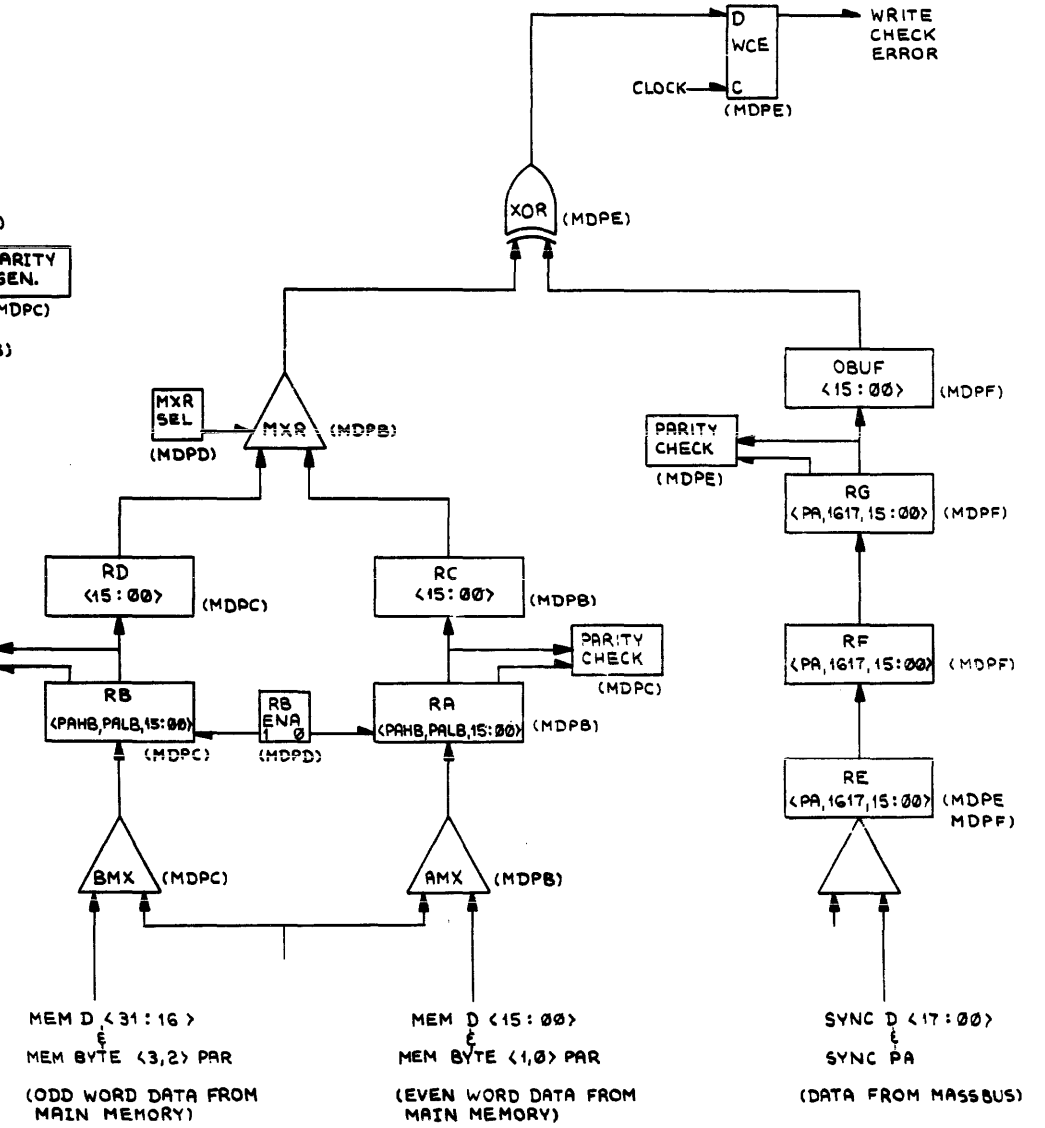 D
WCE
C
CLOCK
(MDPE)
WRITE
CHECK
ERROR
XOR
(MDPE)
)
ARITY
GEN.
MDPC)
)
MXR
SEL
(MDPD)
MXR
(MDPB)
OBUF
<15:00>
(MDPF)
PARITY
CHECK
(MDPE)
RG
<PA,1617,15:00>
(MDPF)
RD
<15:00>
(MDPC)
RC
<15:00>
(MDPB)
PARITY
CHECK
(MDPC)
RF
<PA,1617,15:00>
(MDPF)
RB
<PAHB,PALB,15:00>
(MDPC)
RB
ENA
1 0
(MDPD)
RA
<PAHB,PALB,15:00>
(MDPB)
RE
<PA,1617,15:00>
(MDPE
MDPF)
BMX
(MDPC)
AMX
(MDPB)
MEM D <31:16>
&
MEM BYTE <3,2> PAR
(ODD WORD DATA FROM
MAIN MEMORY)
MEM D <15:00>
&
MEM BYTE <1,0> PAR
(EVEN WORD DATA FROM
MAIN MEMORY)
SYNC D <17:00>
&
SYNC PA
(DATA FROM MASSBUS)